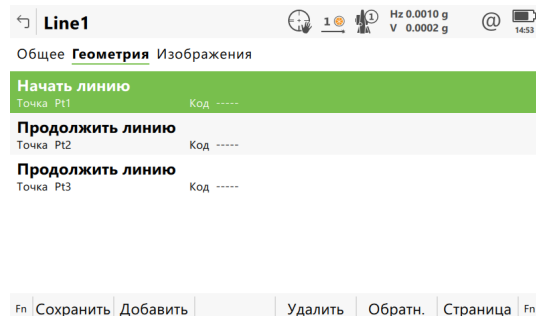 Line1
1
1
Hz 0.0010 g
V 0.0002 g
@
14:53
Общее Геометрия Изображения
Начать линию
Точка Pt1 Код -----
Продолжить линию
Точка Pt2 Код -----
Продолжить линию
Точка Pt3 Код -----
Fn Сохранить Добавить Удалить Обратн. Страница Fn